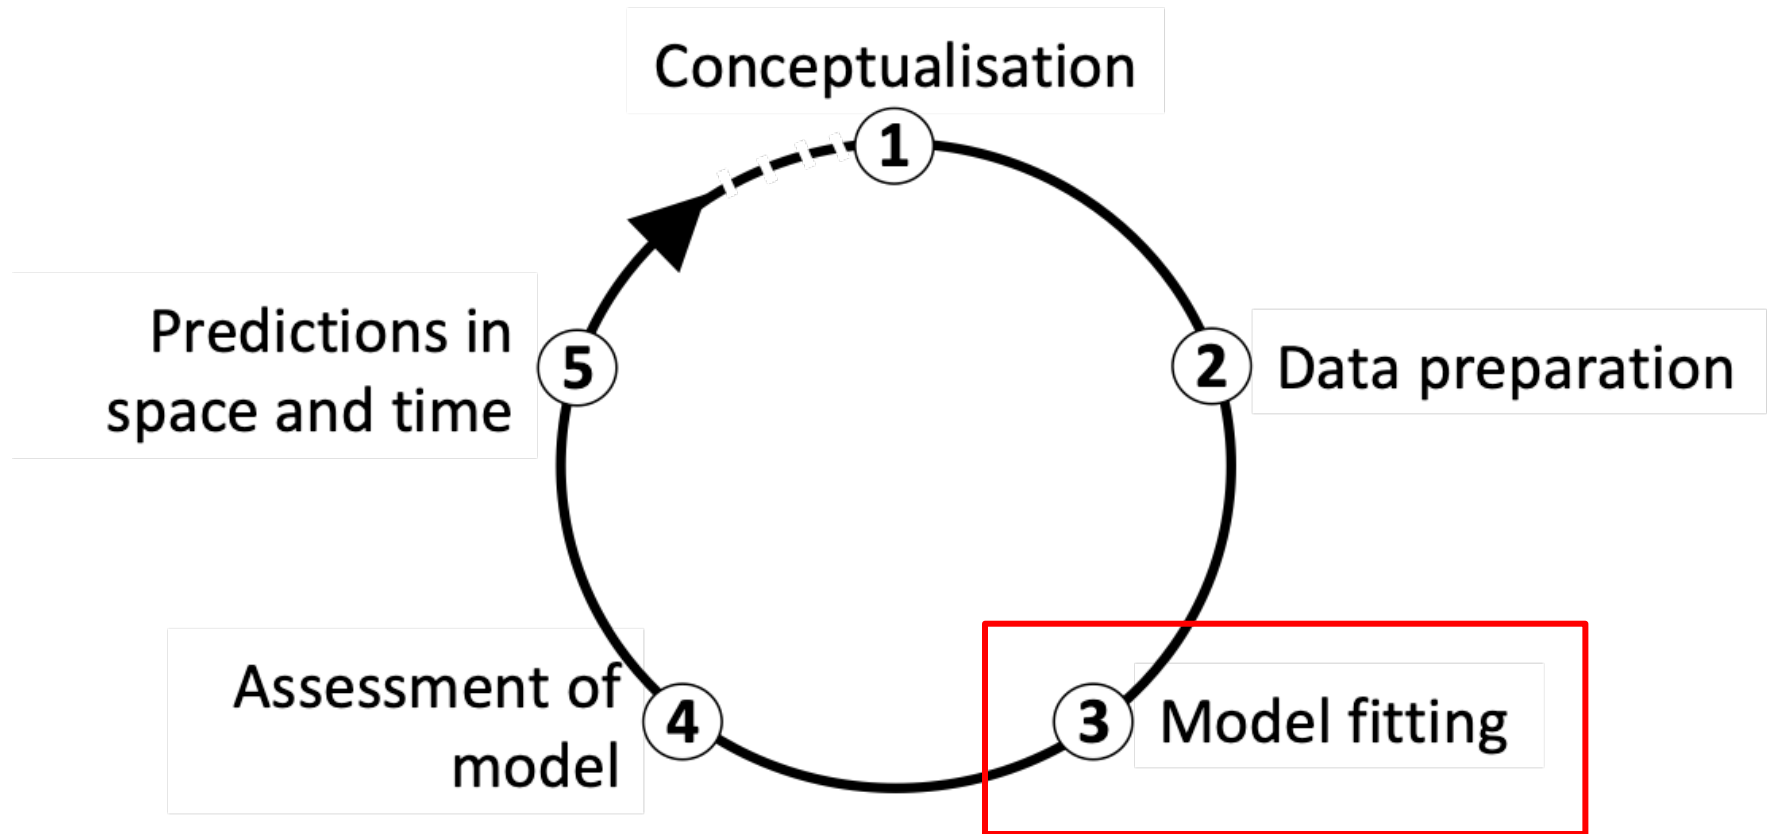 Conceptualisation
1
2
Data preparation
3
Model fitting
4
Assessment of
model
5
Predictions in
space and time